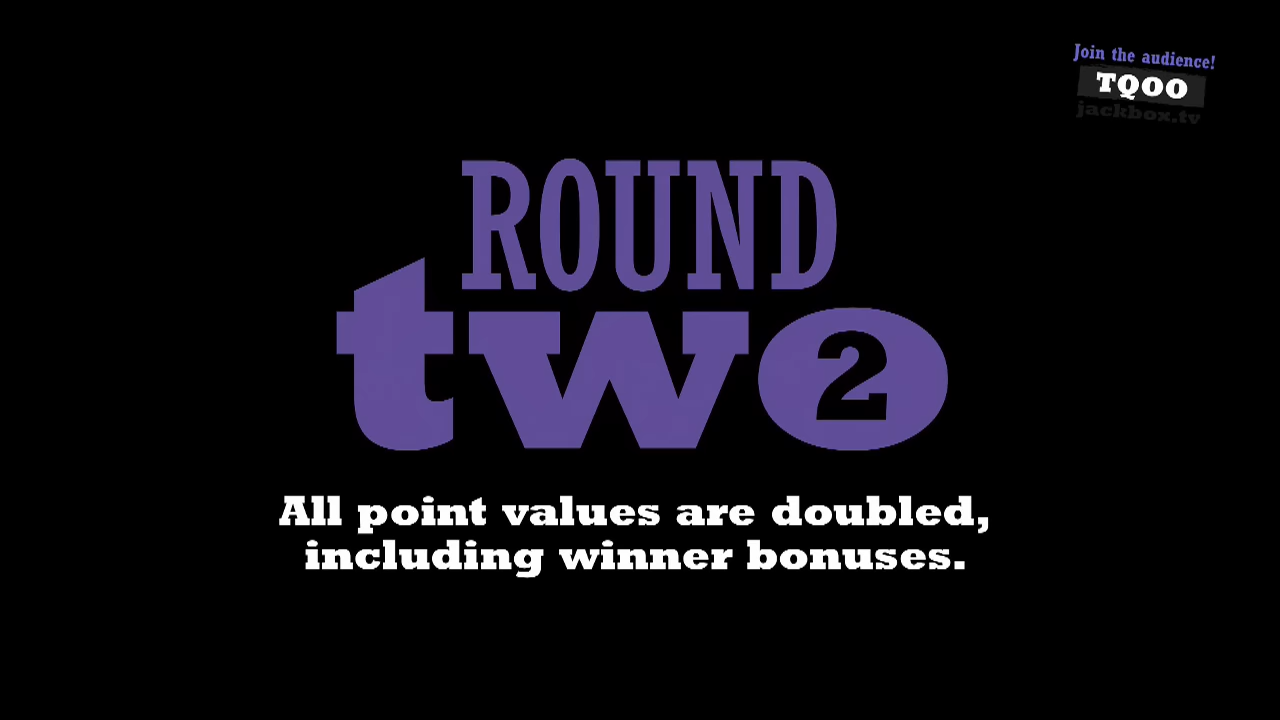 Join the audience!
TQOO
jackbox.tv
ROUND
two
2
All point values are doubled,
including winner bonuses.